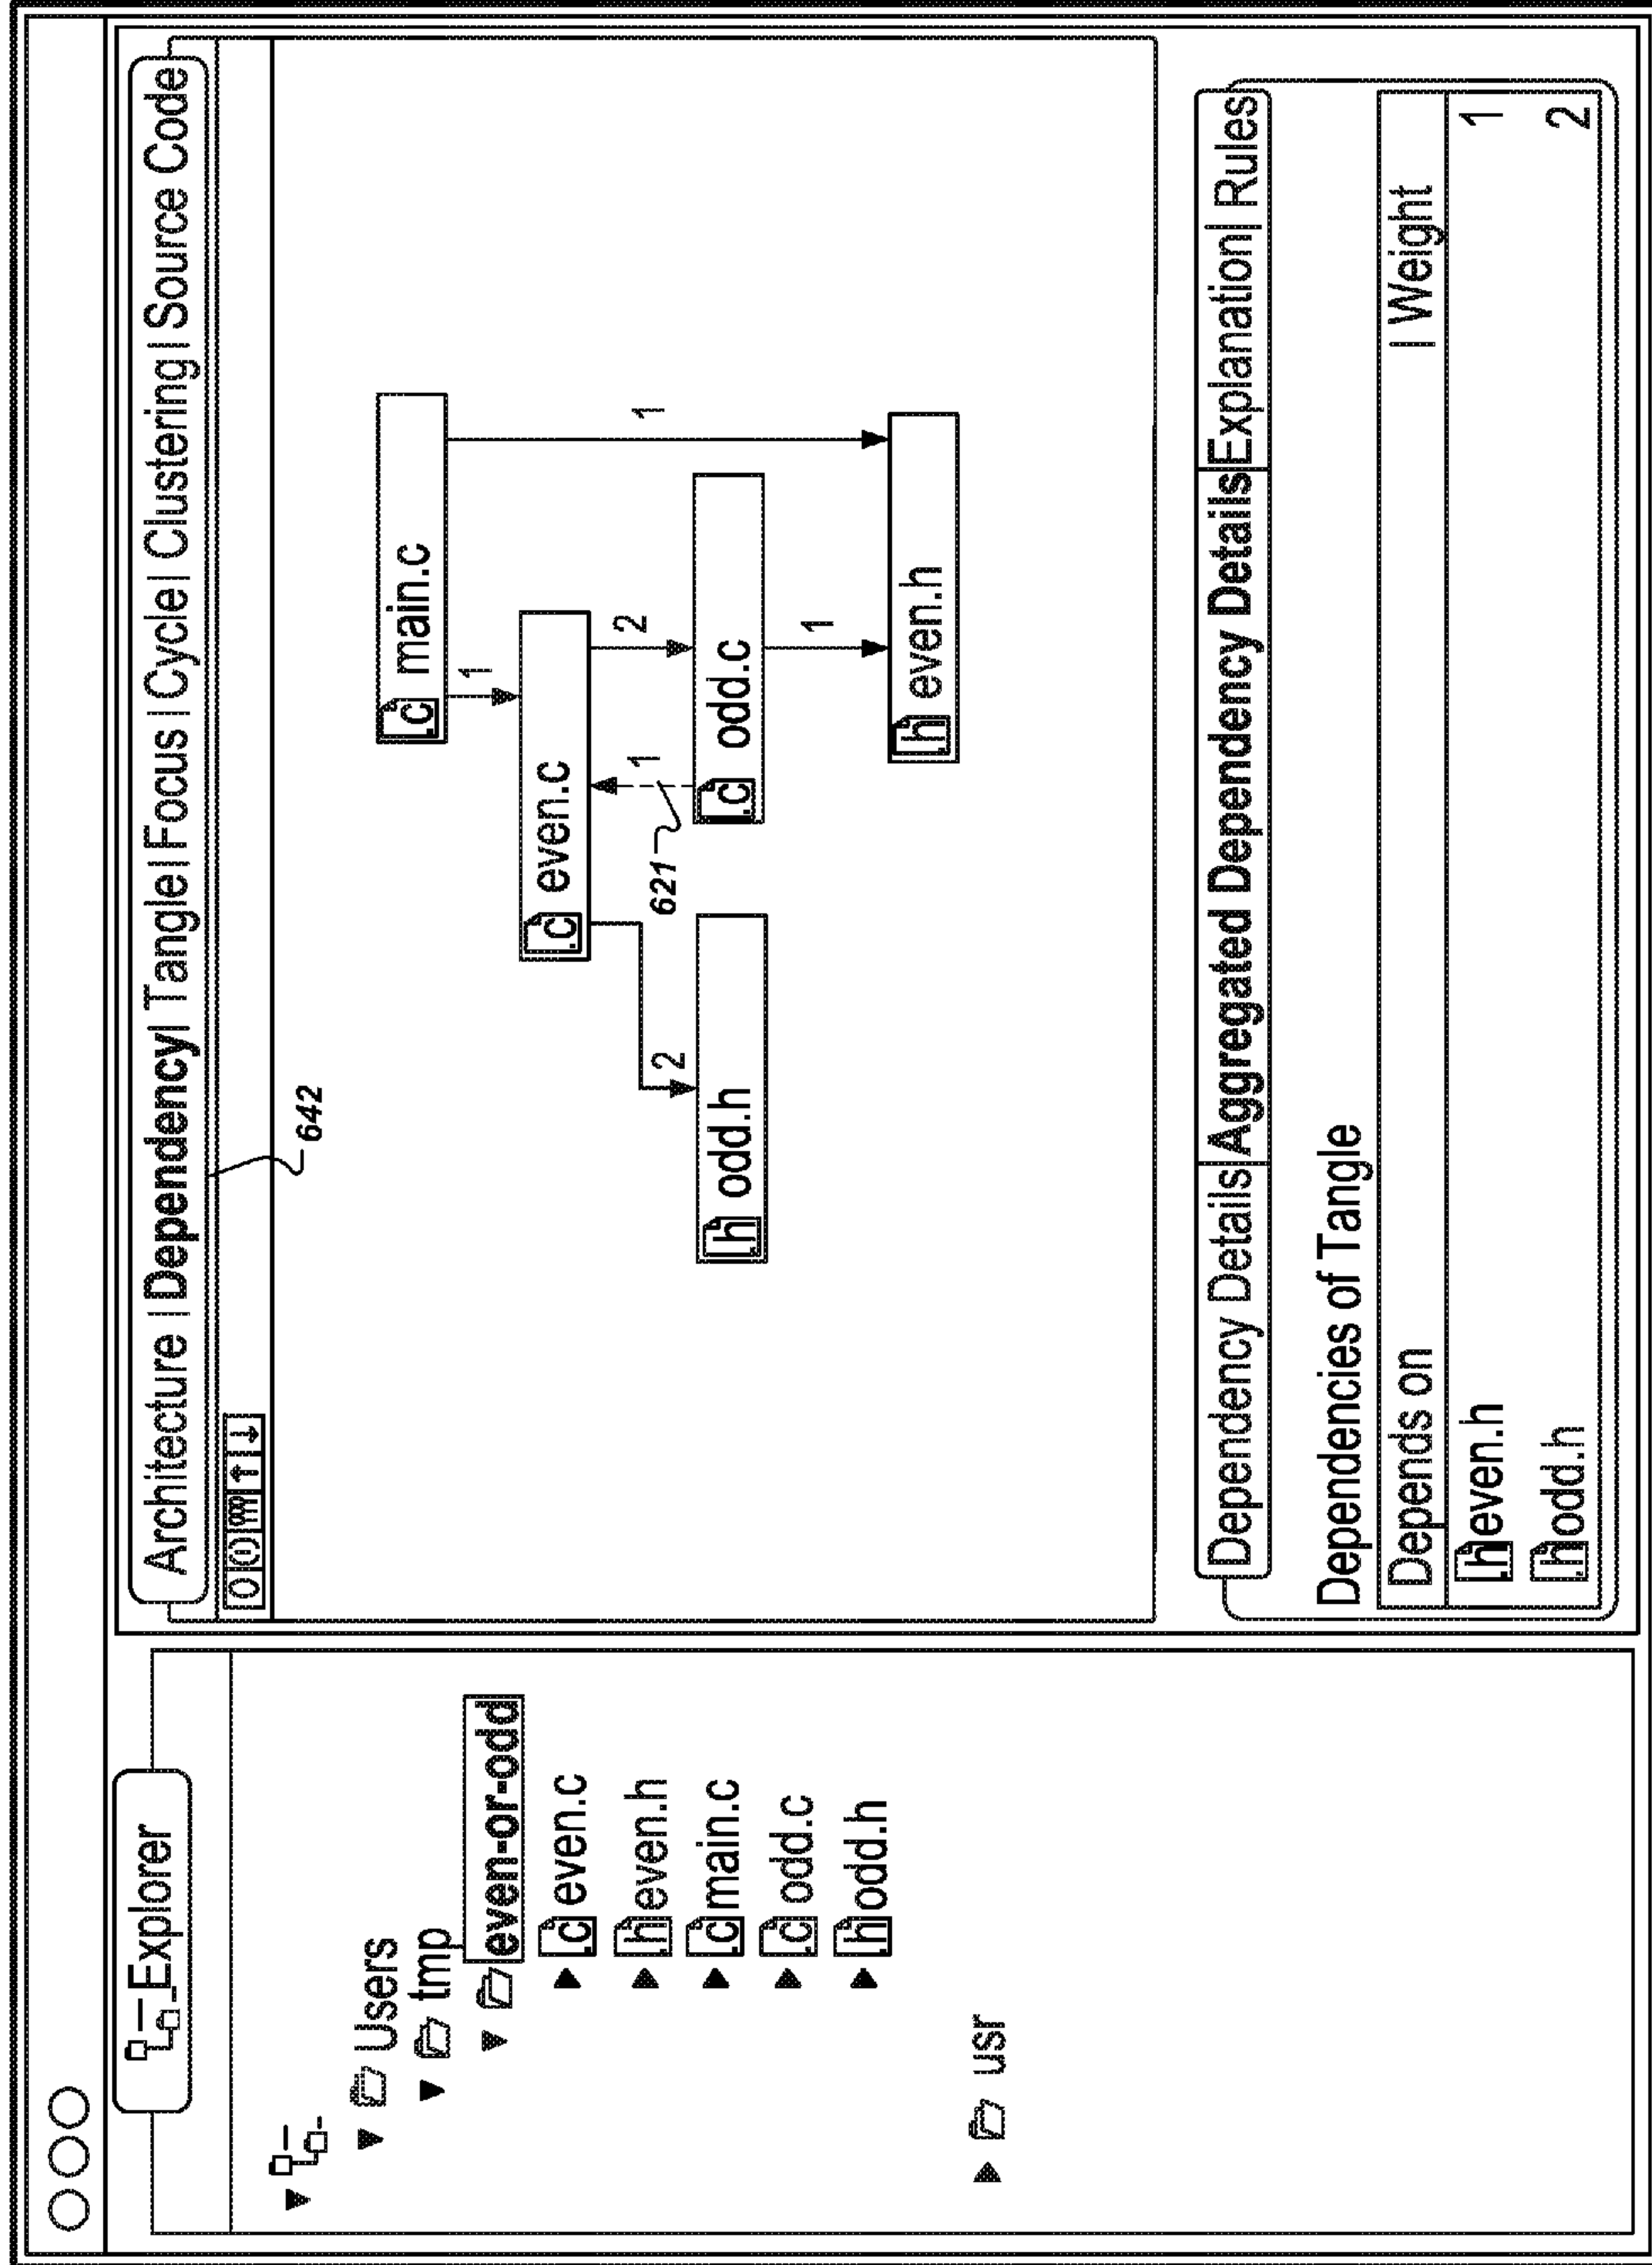 Explorer
Users
tmp
even-or-odd
.c even.c
.h even.h
.c main.c
.c odd.c
.h odd.h
usr
Architecture | Dependency | Tangle | Focus | Cycle | Clustering | Source Code
642
.c main.c
1
1
.c even.c
2
2
621
1
.h odd.h
.c odd.c
1
.h even.h
Dependency Details | Aggregated Dependency Details | Explanation | Rules
Dependencies of Tangle
Depends on | Weight
.h even.h 1
.h odd.h 2